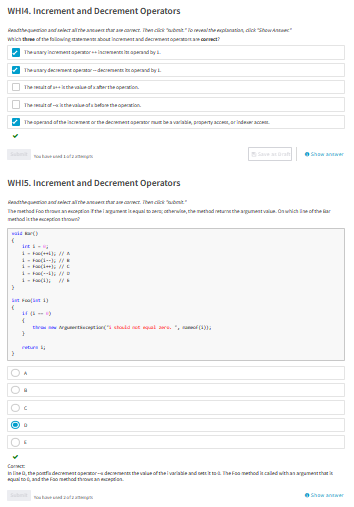 WHI4. Increment and Decrement Operators
Read the question and select all the answers that are correct. Then click "Submit." To reveal the explanation, click "Show Answer."
Which three of the following statements about increment and decrement operators are correct?
The unary increment operator ++ increments its operand by 1.
The unary decrement operator -- decrements its operand by 1.
The result of x++ is the value of x after the operation.
The result of --x is the value of x before the operation.
The operand of the increment or the decrement operator must be a variable, property access, or indexer access.
Submit
You have used 1 of 2 attempts
Save as Draft
Show answer
WHI5. Increment and Decrement Operators
Read the question and select all the answers that are correct. Then click "Submit."
The method Foo throws an exception if the i argument is equal to zero; otherwise, the method returns the argument value. On which line of the Bar
method is the exception thrown?
void Bar()
{
int i = 0;
i = Foo(++i); // A
i = Foo(i--); // B
i = Foo(i++); // C
i = Foo(--i); // D
i = Foo(i); // E
}
int Foo(int i)
{
if (i == 0)
{
throw new ArgumentException("i should not equal zero. ", nameof(i));
}
return i;
}
A
B
C
D
E
Correct:
In line D, the postfix decrement operator -- decrements the value of the i variable and sets it to 0. The Foo method is called with an argument that is
equal to 0, and the Foo method throws an exception.
Submit
You have used 2 of 2 attempts
Show answer